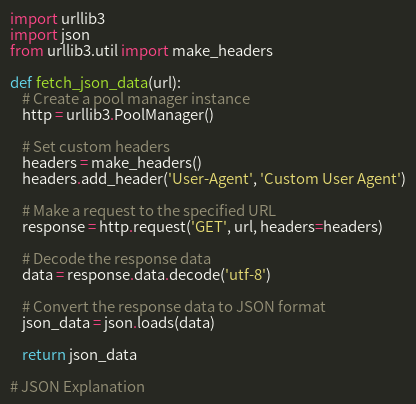 import urllib3
import json
from urllib3.util import make_headers

def fetch_json_data(url):
    # Create a pool manager instance
    http = urllib3.PoolManager()

    # Set custom headers
    headers = make_headers()
    headers.add_header('User-Agent', 'Custom User Agent')

    # Make a request to the specified URL
    response = http.request('GET', url, headers=headers)

    # Decode the response data
    data = response.data.decode('utf-8')

    # Convert the response data to JSON format
    json_data = json.loads(data)

    return json_data

# JSON Explanation